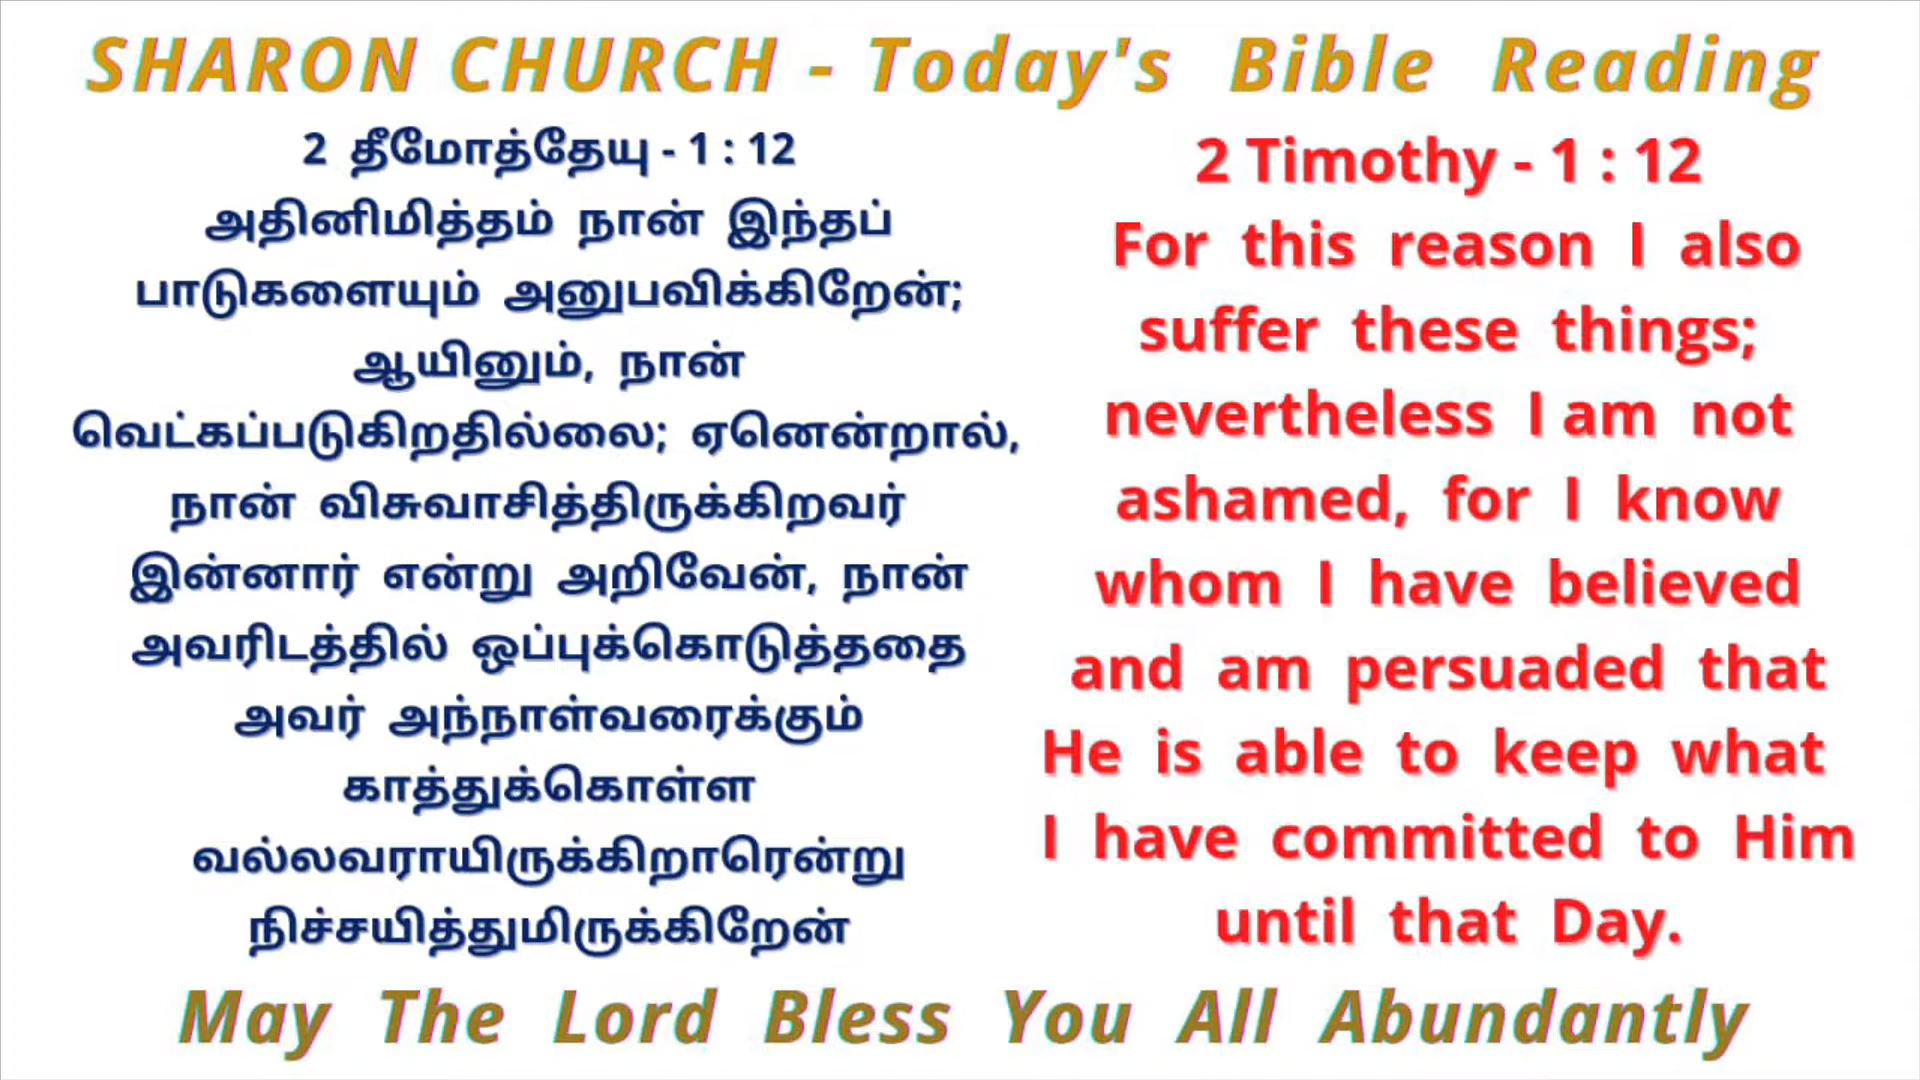 SHARON CHURCH - Today's Bible Reading
2 தீமோத்தேயு - 1 : 12
அதினிமித்தம் நான் இந்தப்
பாடுகளையும் அனுபவிக்கிறேன்;
ஆயினும், நான்
வெட்கப்படுகிறதில்லை; ஏனென்றால்,
நான் விசுவாசித்திருக்கிறவர்
இன்னார் என்று அறிவேன், நான்
அவரிடத்தில் ஒப்புக்கொடுத்ததை
அவர் அந்நாள்வரைக்கும்
காத்துக்கொள்ள
வல்லவராயிருக்கிறாரென்று
நிச்சயித்துமிருக்கிறேன்
2 Timothy - 1 : 12
For this reason I also
suffer these things;
nevertheless I am not
ashamed, for I know
whom I have believed
and am persuaded that
He is able to keep what
I have committed to Him
until that Day.
May The Lord Bless You All Abundantly